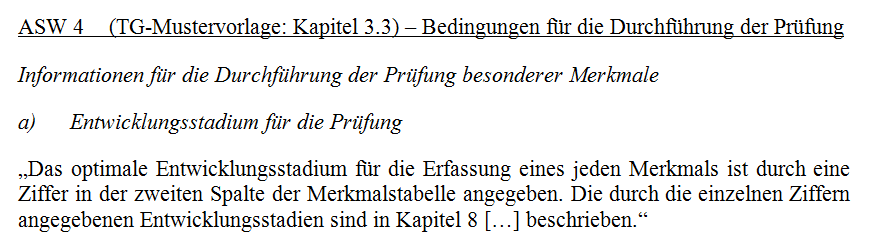 ASW 4 (TG-Mustervorlage: Kapitel 3.3) – Bedingungen für die Durchführung der Prüfung
Informationen für die Durchführung der Prüfung besonderer Merkmale
a) Entwicklungsstadium für die Prüfung
„Das optimale Entwicklungsstadium für die Erfassung eines jeden Merkmals ist durch eine
Ziffer in der zweiten Spalte der Merkmalstabelle angegeben. Die durch die einzelnen Ziffern
angegebenen Entwicklungsstadien sind in Kapitel 8 […] beschrieben.“